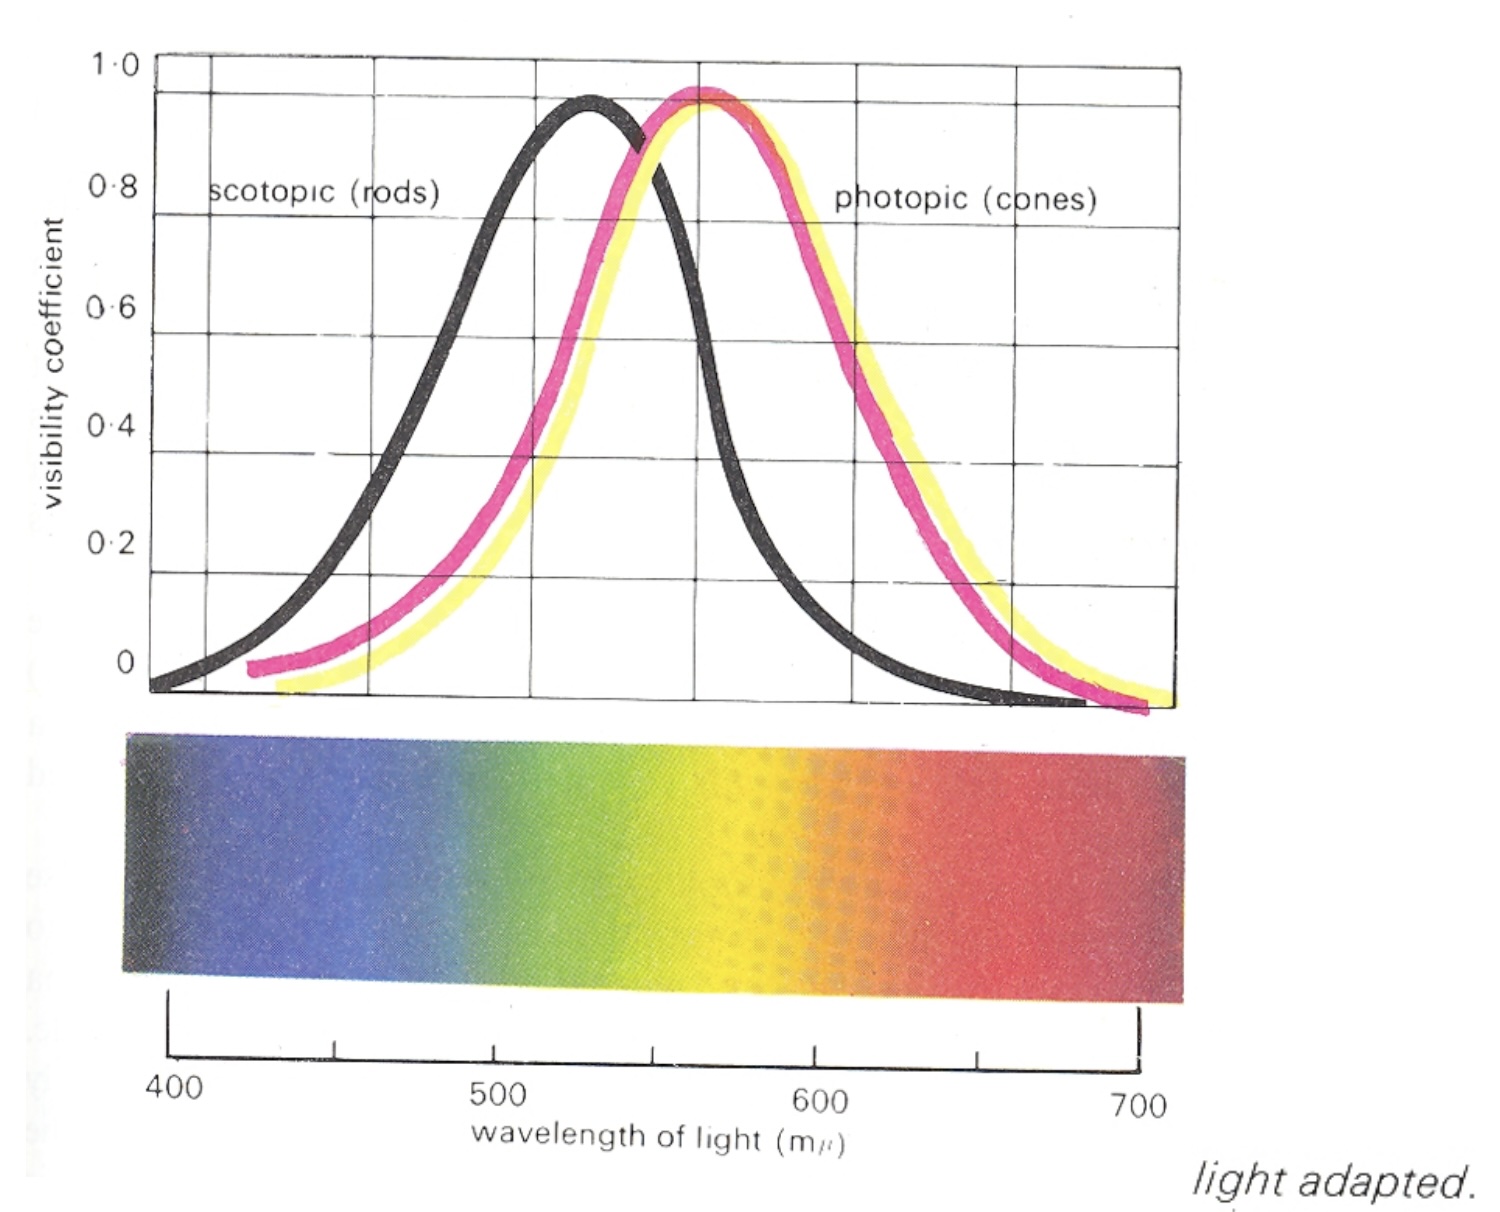 1·0
0·8
scotopic (rods)
photopic (cones)
0·6
visibility coefficient
0·4
0·2
0
400 500 600 700
wavelength of light (mμ)
light adapted.